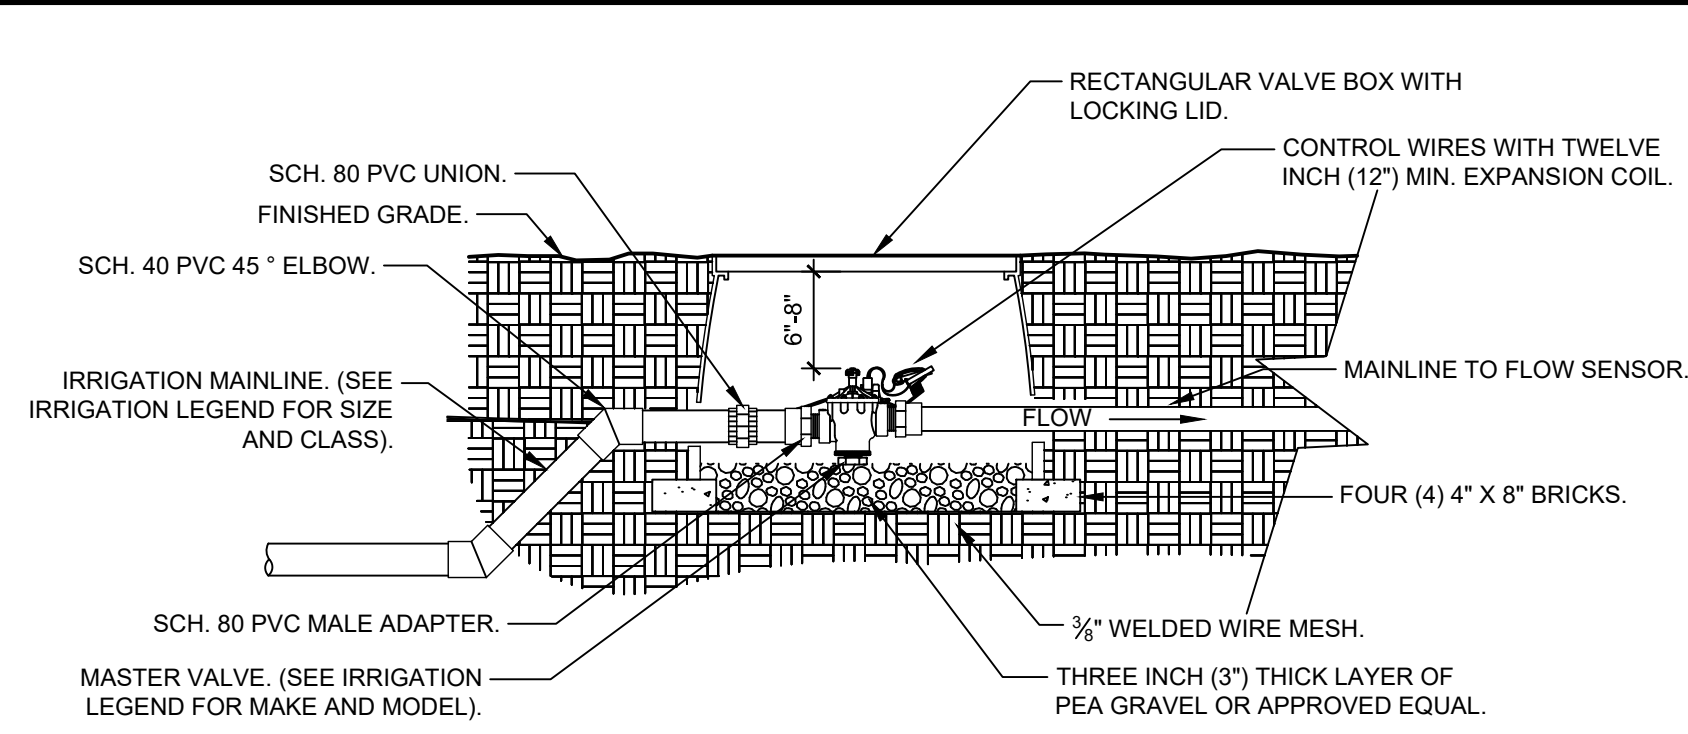 RECTANGULAR VALVE BOX WITH
LOCKING LID.
CONTROL WIRES WITH TWELVE
INCH (12") MIN. EXPANSION COIL.
SCH. 80 PVC UNION.
FINISHED GRADE.
SCH. 40 PVC 45 ° ELBOW.
6"-8"
IRRIGATION MAINLINE. (SEE
IRRIGATION LEGEND FOR SIZE
AND CLASS).
MAINLINE TO FLOW SENSOR.
FLOW
FOUR (4) 4" X 8" BRICKS.
SCH. 80 PVC MALE ADAPTER.
3/8" WELDED WIRE MESH.
MASTER VALVE. (SEE IRRIGATION
LEGEND FOR MAKE AND MODEL).
THREE INCH (3") THICK LAYER OF
PEA GRAVEL OR APPROVED EQUAL.